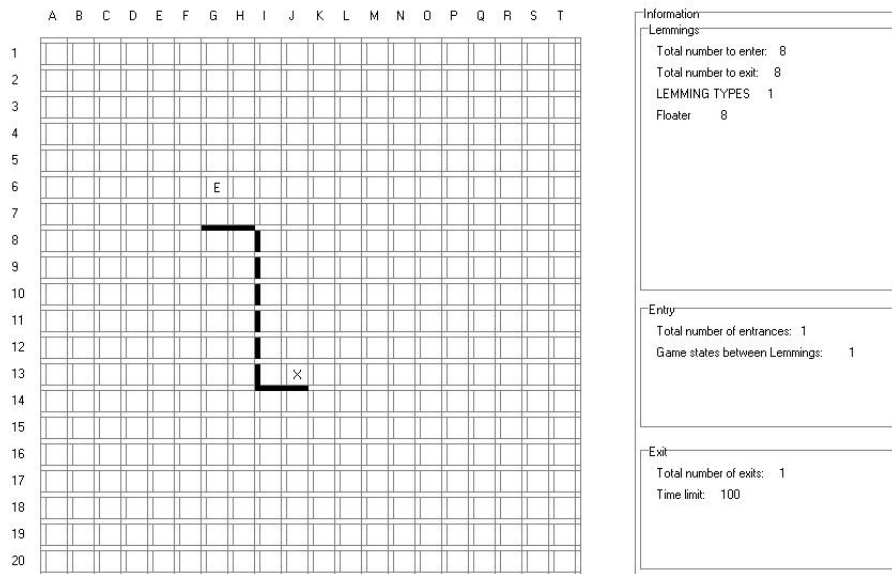 A B C D E F G H I J K L M N O P Q R S T
1
2
3
4
5
6 E
7
8
9
10
11
12
13 X
14
15
16
17
18
19
20
Information
Lemmings
Total number to enter: 8
Total number to exit: 8
LEMMING TYPES 1
Floater 8
Entry
Total number of entrances: 1
Game states between Lemmings: 1
Exit
Total number of exits: 1
Time limit: 100